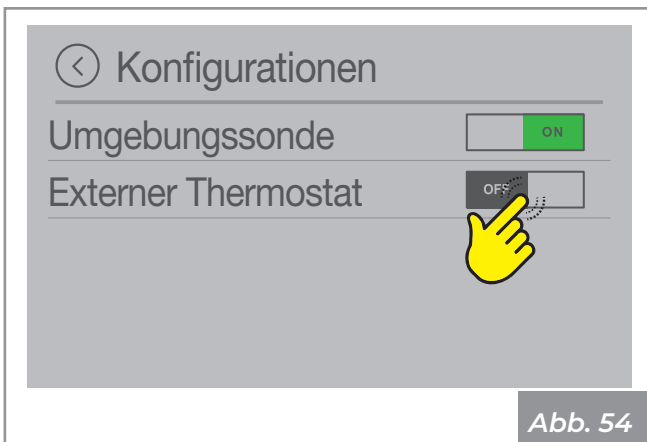 Konfigurationen
Umgebungssonde ON
Externer Thermostat OFF
Abb. 54